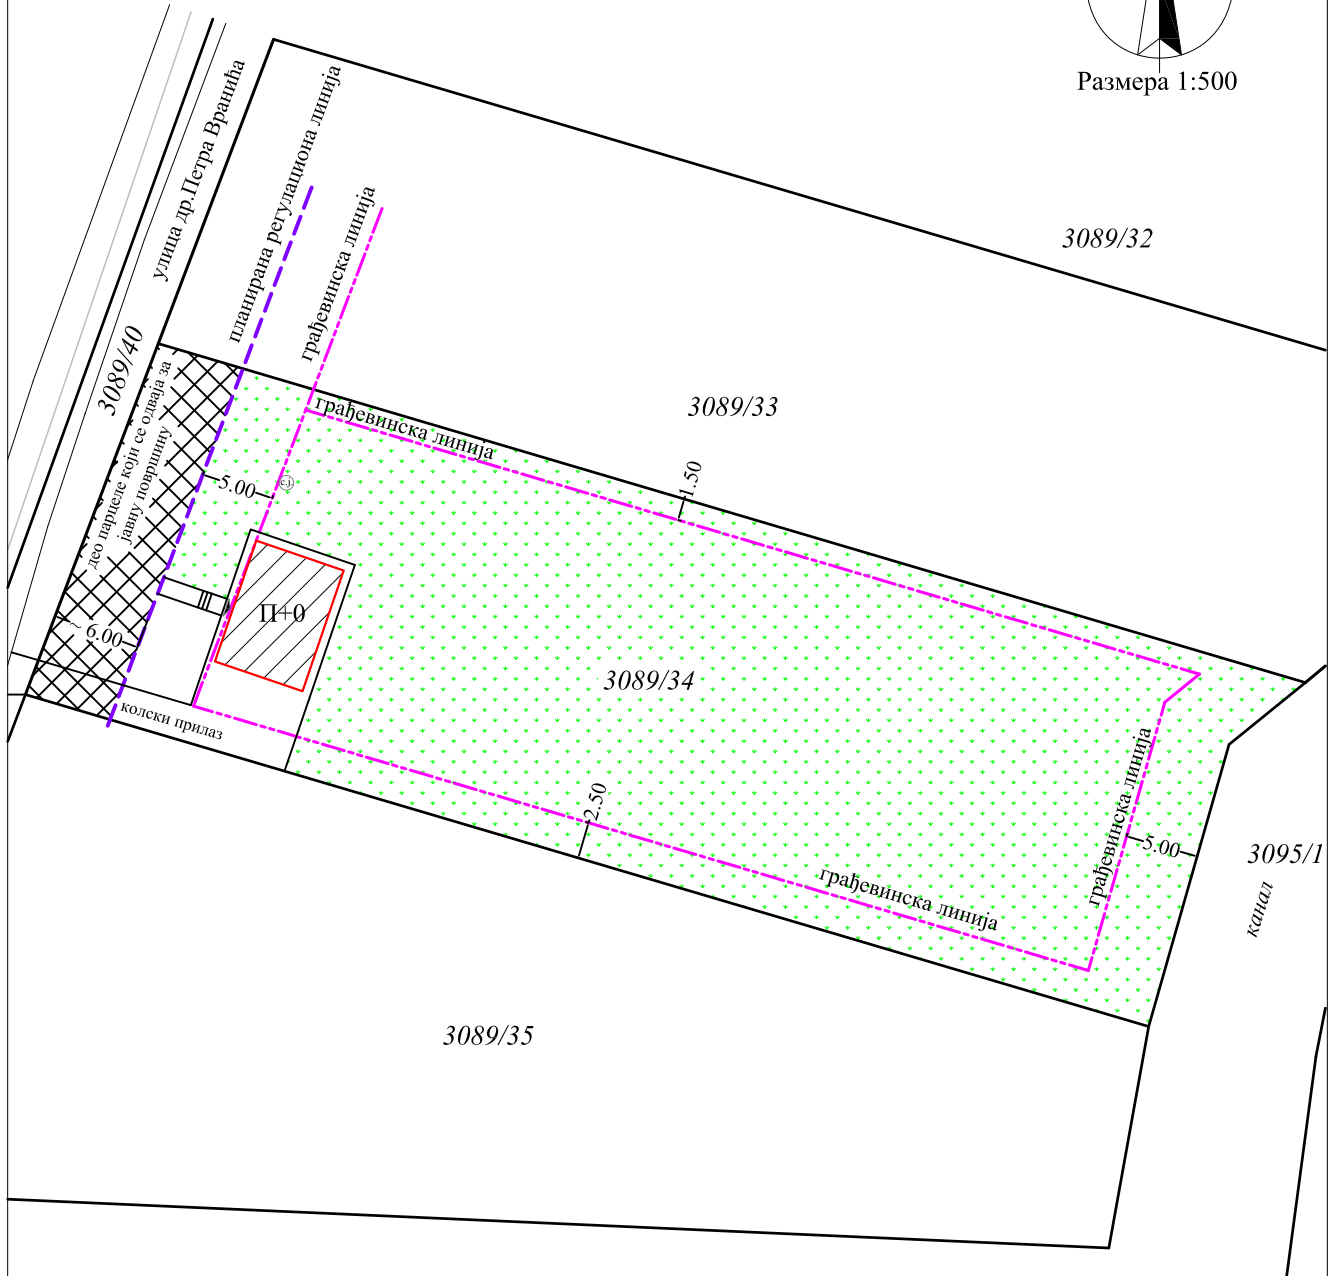 Размера 1:500
улица др.Петра Вранића
планирана регулациона линија
грађевинска линија
3089/32
3089/40
део парцеле који се одваја за
јавну површину
3089/33
грађевинска линија
1.50
5.00
с.ј.
П+0
~ 6.00
3089/34
колски прилаз
2.50
грађевинска линија
грађевинска линија
5.00
3095/1
канал
3089/35